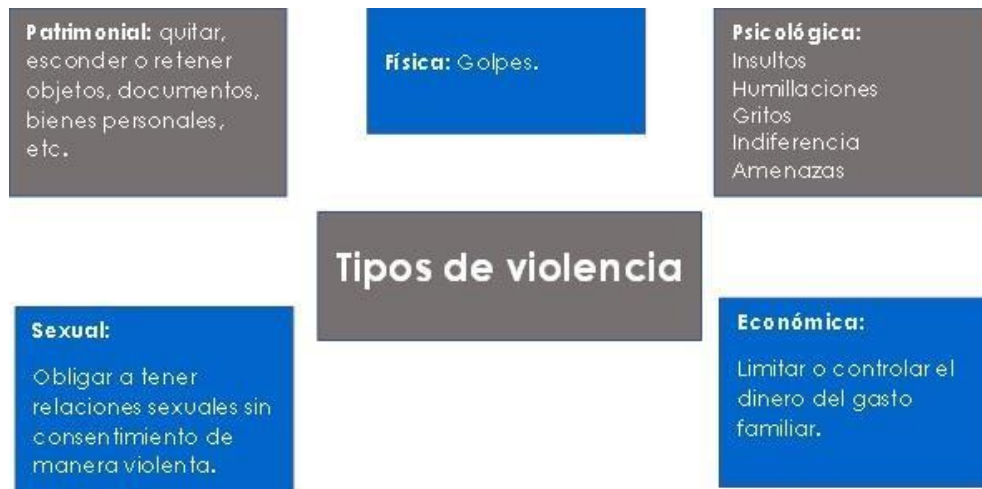 Patrimonial: quitar,
esconder o retener
objetos, documentos,
bienes personales,
etc.
Física: Golpes.
Psicológica:
Insultos
Humillaciones
Gritos
Indiferencia
Amenazas
Tipos de violencia
Sexual:
Obligar a tener
relaciones sexuales sin
consentimiento de
manera violenta.
Económica:
Limitar o controlar el
dinero del gasto
familiar.